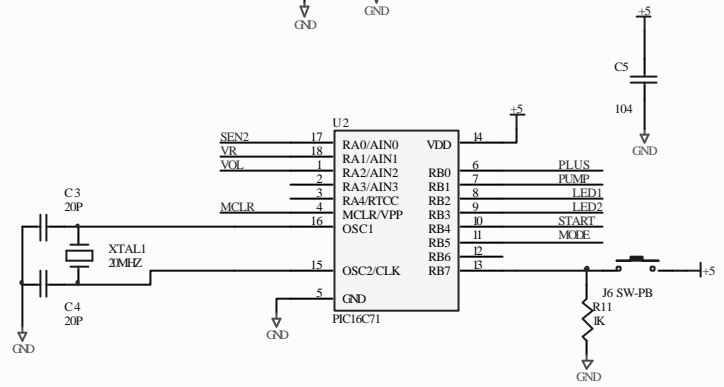 GND
GND
+5
C5
104
GND
U2
+5
SEN2 17 RA0/AIN0 VDD 14
VR 18 RA1/AIN1
VOL 1 RA2/AIN2 RB0 6 PLUS
2 RA3/AIN3 RB1 7 PUMP
3 RA4/RTCC RB2 8 LED1
MCLR 4 MCLR/VPP RB3 9 LED2
16 OSC1 RB4 10 START
RB5 11 MODE
RB6 12
15 OSC2/CLK RB7 13
5 GND
PIC16C71
C3
20P
XTAL1
20MHZ
C4
20P
GND
GND
+5
J6 SW-PB
R11
1K
GND